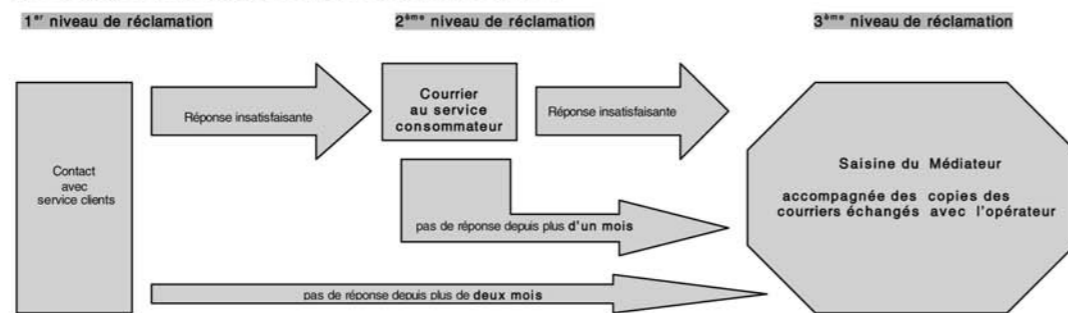 1er niveau de réclamation
2ème niveau de réclamation
3ème niveau de réclamation
Contact
avec
service clients
Réponse insatisfaisante
Courrier
au service
consommateur
Réponse insatisfaisante
pas de réponse depuis plus d'un mois
pas de réponse depuis plus de deux mois
Saisine du Médiateur
accompagnée des copies des
courriers échangés avec l'opérateur